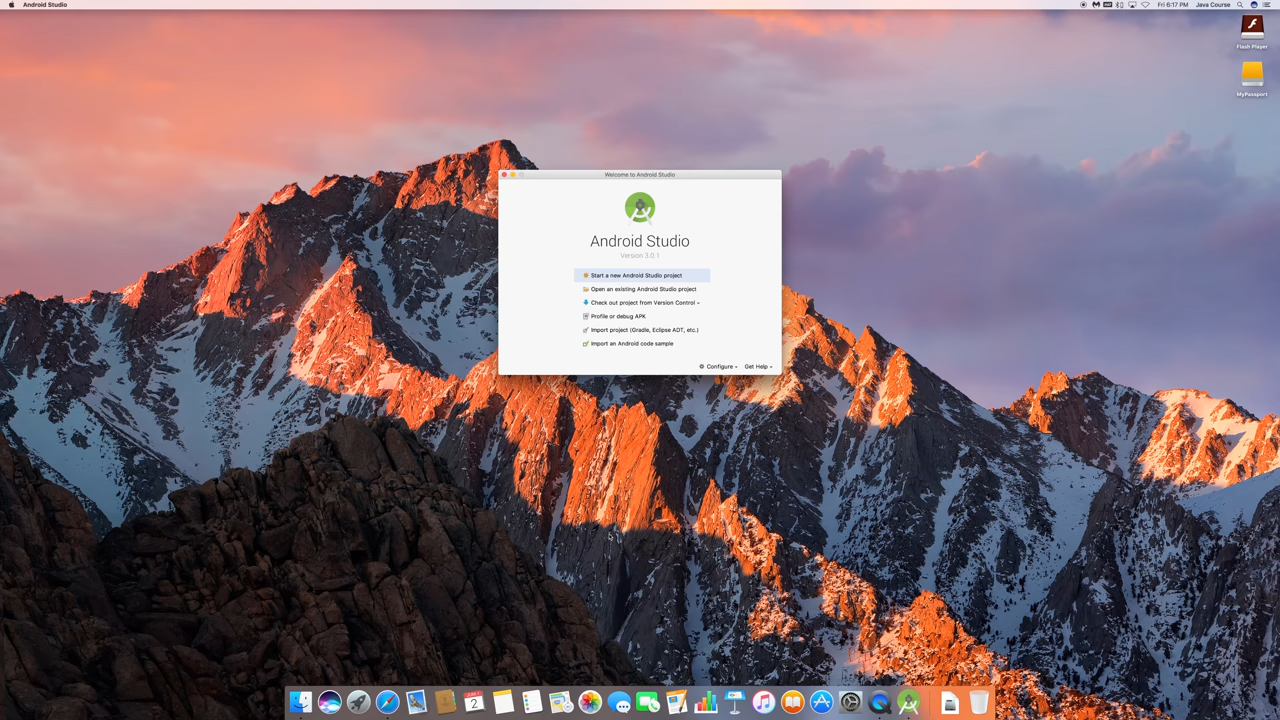 Android Studio
Fri 6:17 PM Java Course
Flash Player
MyPassport
Welcome to Android Studio
Android Studio
Version 3.0.1
Start a new Android Studio project
Open an existing Android Studio project
Check out project from Version Control
Profile or debug APK
Import project (Gradle, Eclipse ADT, etc.)
Import an Android code sample
Configure Get Help
2